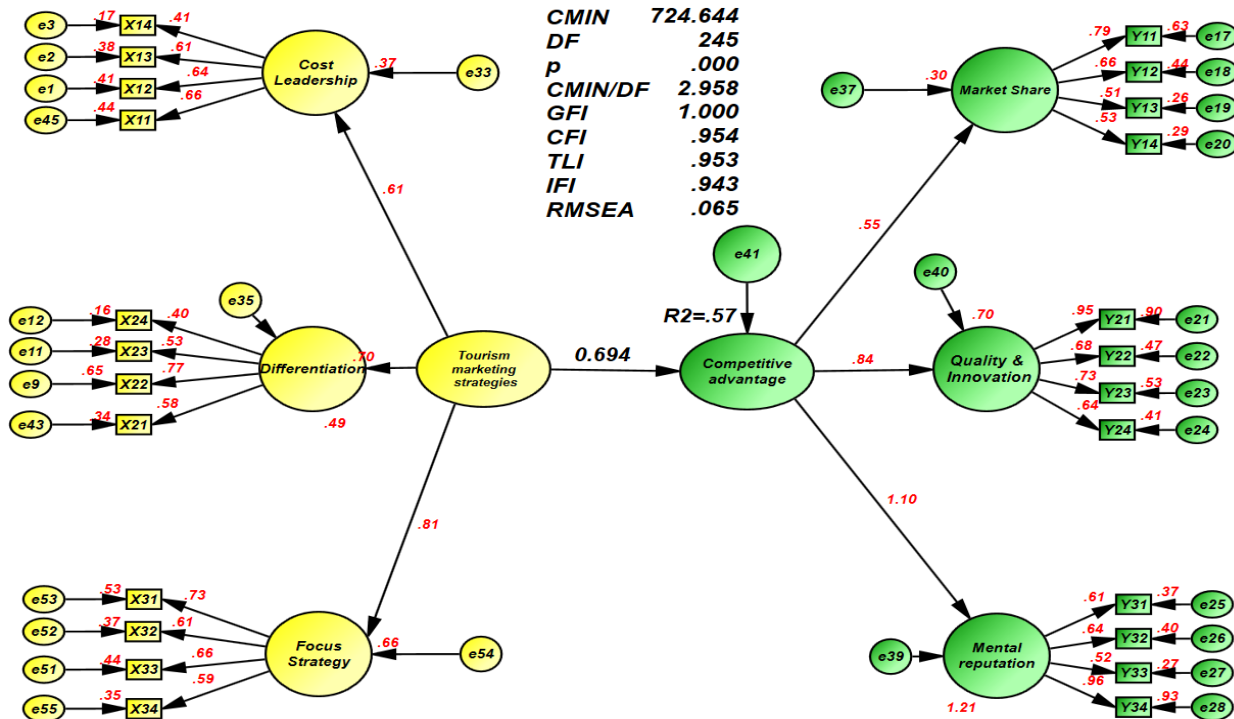 CMIN 724.644
DF 245
p .000
CMIN/DF 2.958
GFI 1.000
CFI .954
TLI .953
IFI .943
RMSEA .065
e3 .17 X14 .41
e2 .38 X13 .61
e1 .41 X12 .64
e45 .44 X11 .66
Cost
Leadership
.37 e33
.61
e35
e12 .16 X24 .40
e11 .28 X23 .53
e9 .65 X22 .77
e43 .34 X21 .58
Differentiation
.70
.49
Tourism
marketing
strategies
0.694
.81
e53 .53 X31 .73
e52 .37 X32 .61
e51 .44 X33 .66
e55 .35 X34 .59
Focus
Strategy
.66 e54
e41
R2=.57
Competitive
advantage
.55
.84
1.10
e37 .30
Market Share
.79 Y11 .63 e17
.66 Y12 .44 e18
.51 Y13 .26 e19
.53 Y14 .29 e20
e40
.70
Quality &
Innovation
.95 Y21 .90 e21
.68 Y22 .47 e22
.73 Y23 .53 e23
.64 Y24 .41 e24
e39
Mental
reputation
1.21
.61 Y31 .37 e25
.64 Y32 .40 e26
.52 Y33 .27 e27
.96 Y34 .93 e28